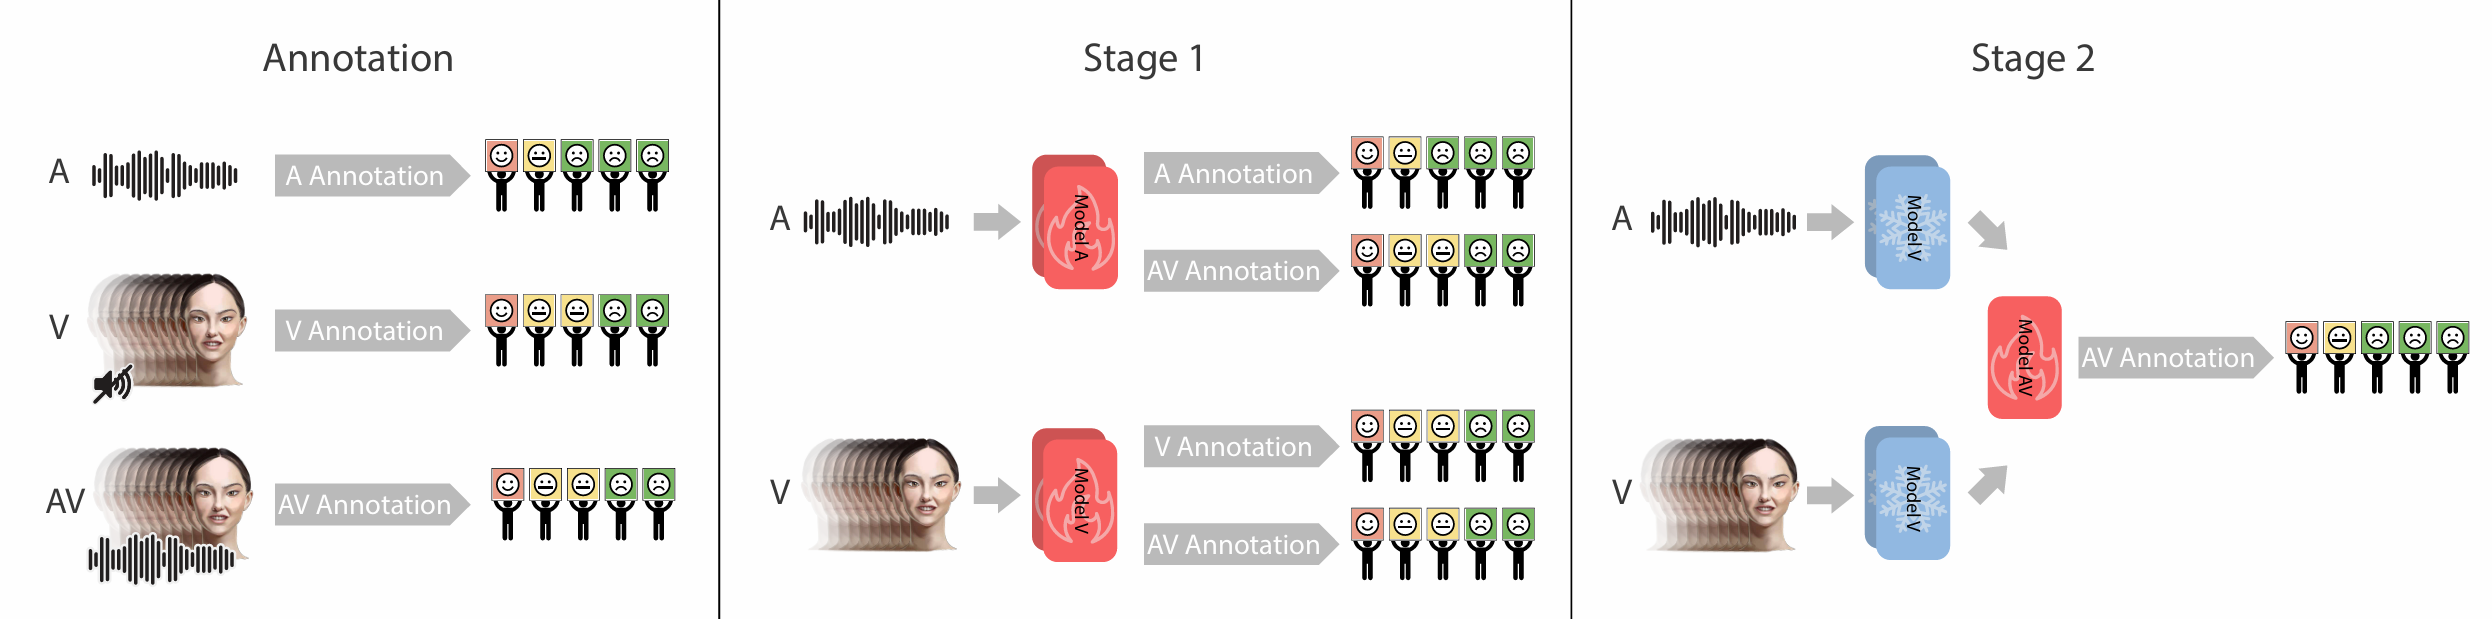 Annotation
A
A Annotation
V
V Annotation
AV
AV Annotation
Stage 1
A
Model A
A Annotation
AV Annotation
V
Model V
V Annotation
AV Annotation
Stage 2
A
Model V
V
Model V
Model AV
AV Annotation